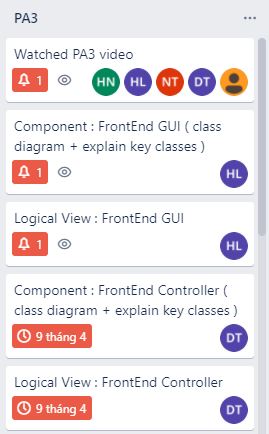 PA3 ...
Watched PA3 video
1 HN HL NT DT
Component : FrontEnd GUI ( class
diagram + explain key classes )
1 HL
Logical View : FrontEnd GUI
1 HL
Component : FrontEnd Controller (
class diagram + explain key classes )
9 tháng 4 DT
Logical View : FrontEnd Controller
9 tháng 4 DT